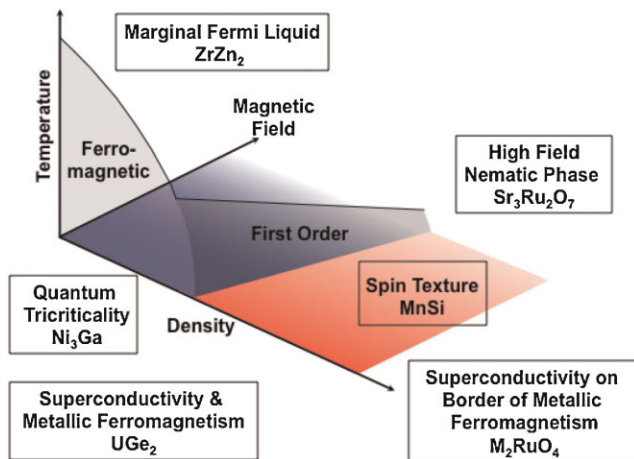 Marginal Fermi Liquid
ZrZn₂
Temperature
Magnetic
Field
Ferro-
magnetic
High Field
Nematic Phase
Sr₃Ru₂O₇
First Order
Quantum
Tricriticality
Ni₃Ga
Spin Texture
MnSi
Density
Superconductivity &
Metallic Ferromagnetism
UGe₂
Superconductivity on
Border of Metallic
Ferromagnetism
M₂RuO₄